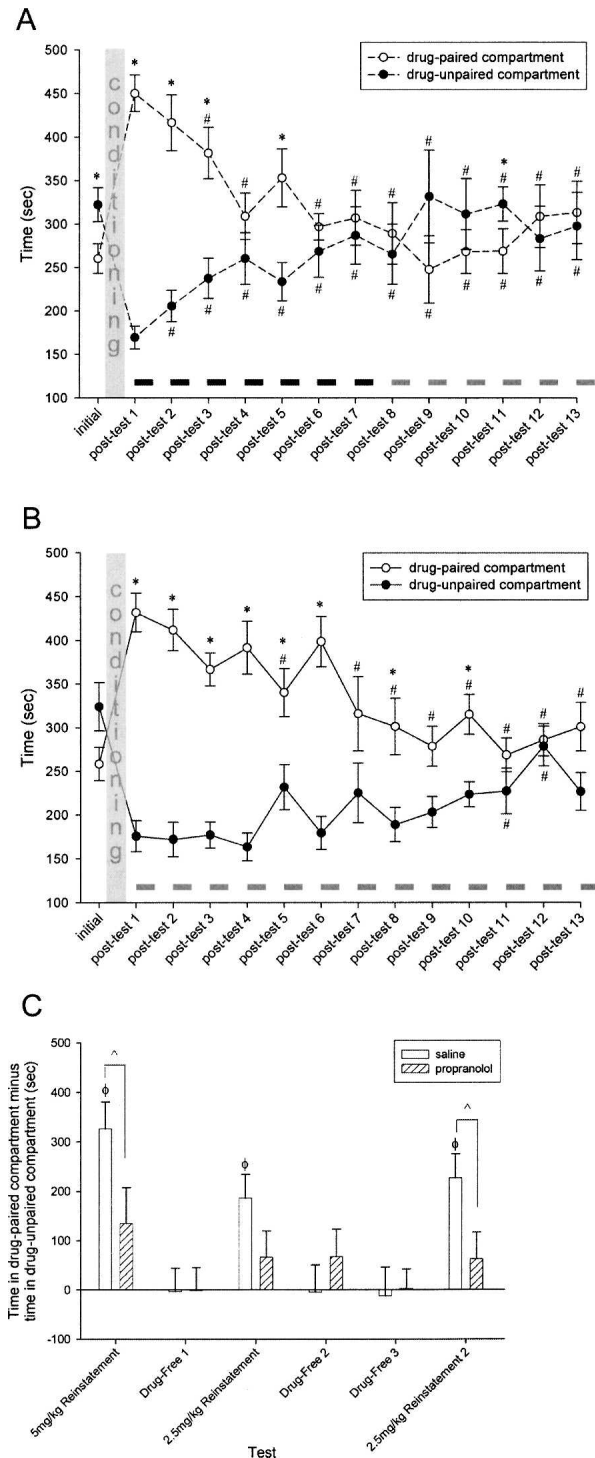 A
500
450
400
350
300
250
200
150
100
Time (sec)
conditioning
drug-paired compartment
drug-unpaired compartment
* * * * * *
# # # # # # # # # # #
# # # # # # # # # # # #
initial
post-test 1
post-test 2
post-test 3
post-test 4
post-test 5
post-test 6
post-test 7
post-test 8
post-test 9
post-test 10
post-test 11
post-test 12
post-test 13
B
500
450
400
350
300
250
200
150
100
Time (sec)
conditioning
drug-paired compartment
drug-unpaired compartment
* * * * * * * *
# # # # # # # #
# #
initial
post-test 1
post-test 2
post-test 3
post-test 4
post-test 5
post-test 6
post-test 7
post-test 8
post-test 9
post-test 10
post-test 11
post-test 12
post-test 13
C
500
400
300
200
100
0
-100
Time in drug-paired compartment minus
time in drug-unpaired compartment (sec)
saline
propranolol
^ ^
ϕ ϕ ϕ
5mg/kg Reinstatement
Drug-Free 1
2.5mg/kg Reinstatement
Drug-Free 2
Drug-Free 3
2.5mg/kg Reinstatement 2
Test